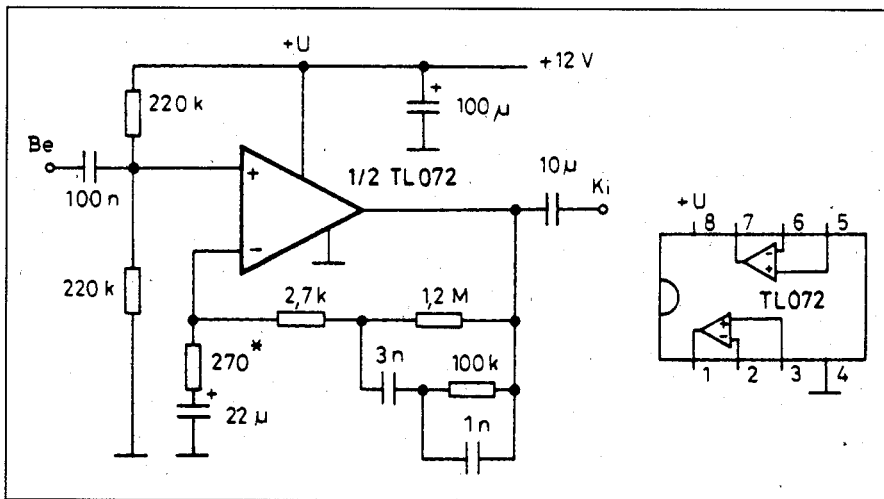 +U
+12 V
220 k
100 µ
Be
1/2 TL072
10 µ
Ki
100 n
+
−
220 k
2,7 k
1,2 M
270*
3 n
100 k
22 µ
1 n
+U
8 7 6 5
TL072
1 2 3 4